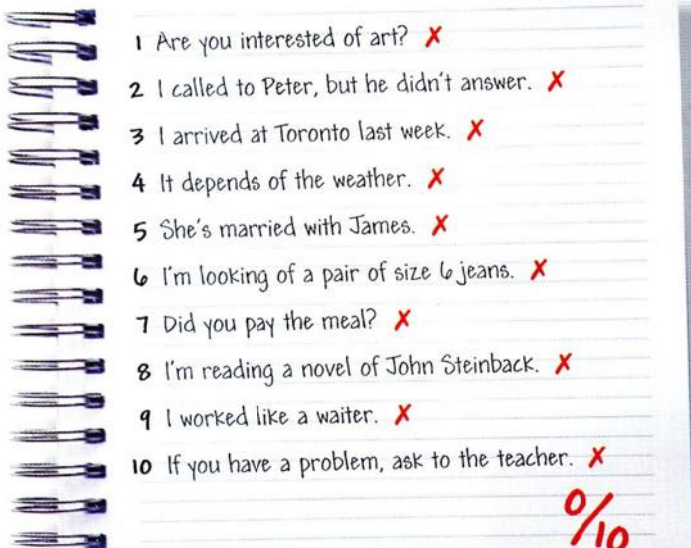 1 Are you interested of art? ✗
2 I called to Peter, but he didn't answer. ✗
3 I arrived at Toronto last week. ✗
4 It depends of the weather. ✗
5 She's married with James. ✗
6 I'm looking of a pair of size 6 jeans. ✗
7 Did you pay the meal? ✗
8 I'm reading a novel of John Steinback. ✗
9 I worked like a waiter. ✗
10 If you have a problem, ask to the teacher. ✗
0/10